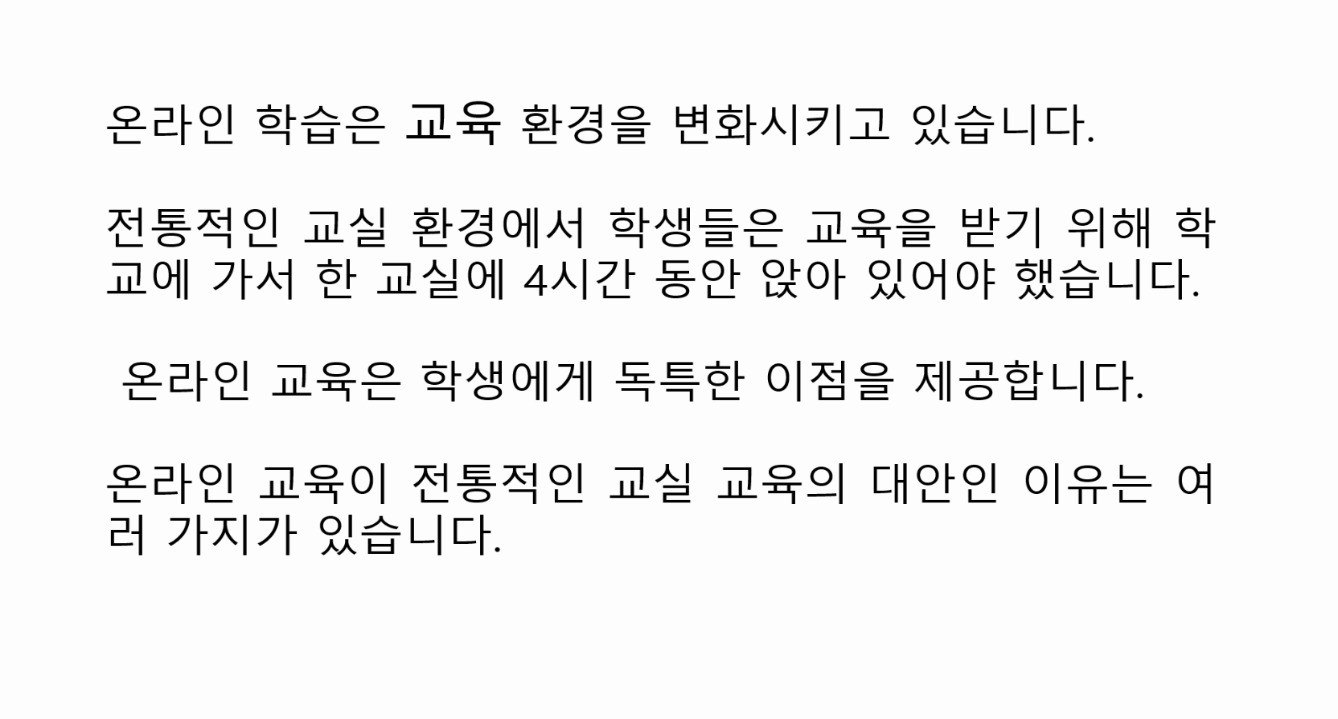 온라인 학습은 교육 환경을 변화시키고 있습니다.
전통적인 교실 환경에서 학생들은 교육을 받기 위해 학
교에 가서 한 교실에 4시간 동안 앉아 있어야 했습니다.
온라인 교육은 학생에게 독특한 이점을 제공합니다.
온라인 교육이 전통적인 교실 교육의 대안인 이유는 여
러 가지가 있습니다.